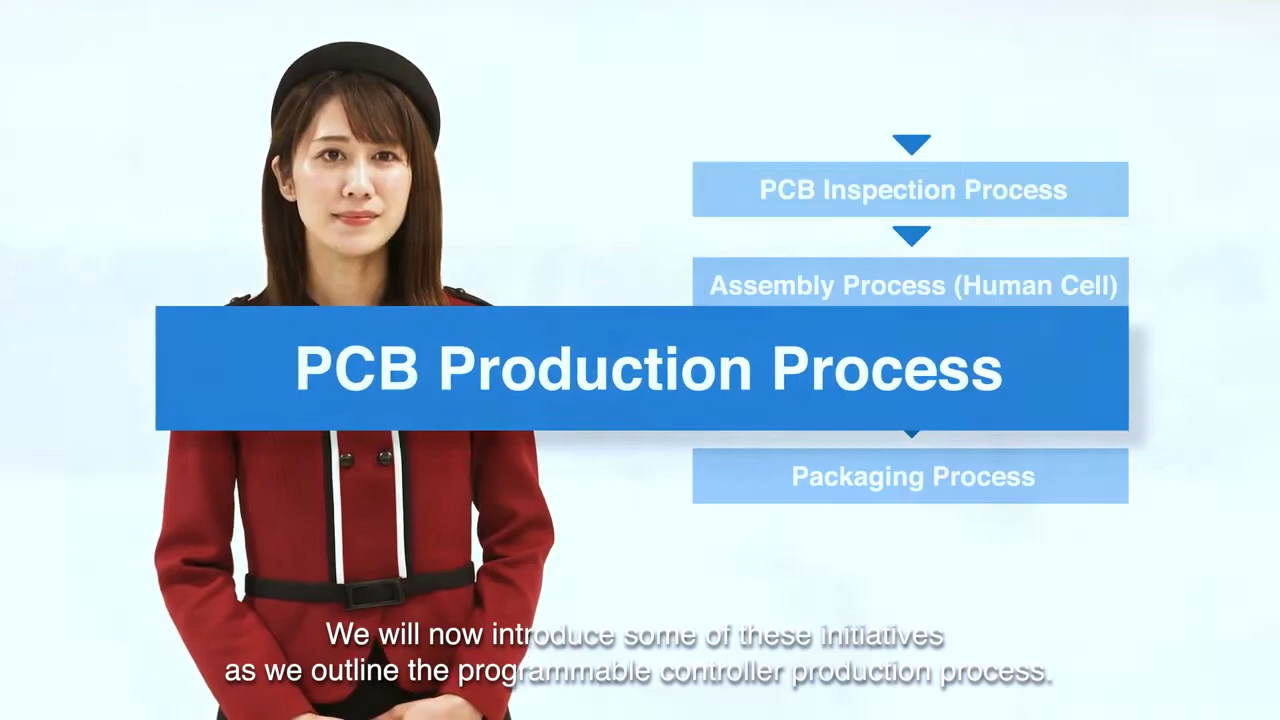 PCB Inspection Process
Assembly Process (Human Cell)
PCB Production Process
Packaging Process
We will now introduce some of these initiatives
as we outline the programmable controller production process.